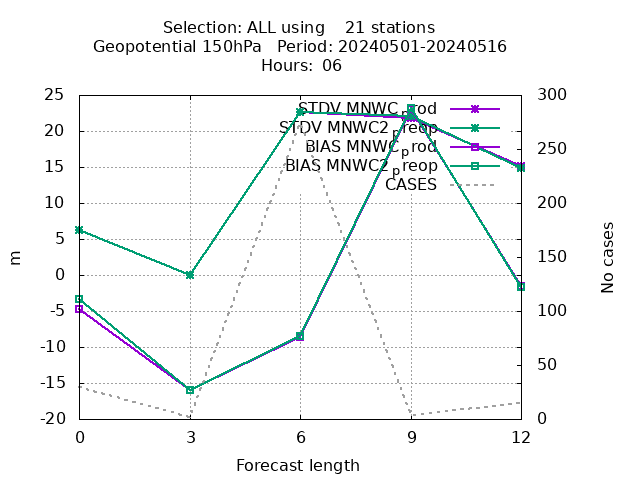 Selection: ALL using    21 stations
Geopotential 150hPa   Period: 20240501-20240516
Hours: 06
25
20
15
10
5
0
-5
-10
-15
-20
m
STDV MNWC_prod
STDV MNWC2_preop
BIAS MNWC_prod
BIAS MNWC2_preop
CASES
300
250
200
150
100
50
0
No cases
0 3 6 9 12
Forecast length